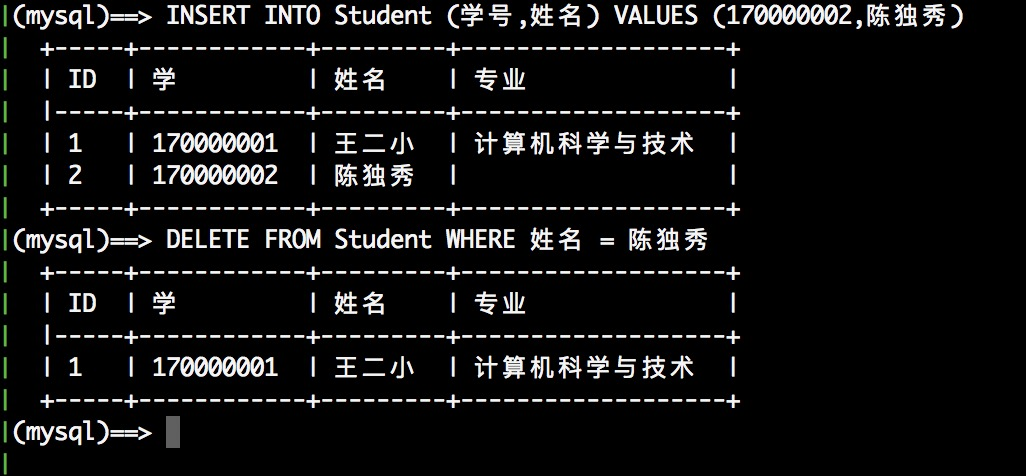 (mysql)==> INSERT INTO Student (学号,姓名) VALUES (170000002,陈独秀)
+-----+------------+---------+-------------------+
| ID | 学 | 姓名 | 专业 |
|-----+------------+---------+-------------------+
| 1 | 170000001 | 王二小 | 计算机科学与技术 |
| 2 | 170000002 | 陈独秀 | |
+-----+------------+---------+-------------------+
(mysql)==> DELETE FROM Student WHERE 姓名 = 陈独秀
+-----+------------+---------+-------------------+
| ID | 学 | 姓名 | 专业 |
|-----+------------+---------+-------------------+
| 1 | 170000001 | 王二小 | 计算机科学与技术 |
+-----+------------+---------+-------------------+
(mysql)==>